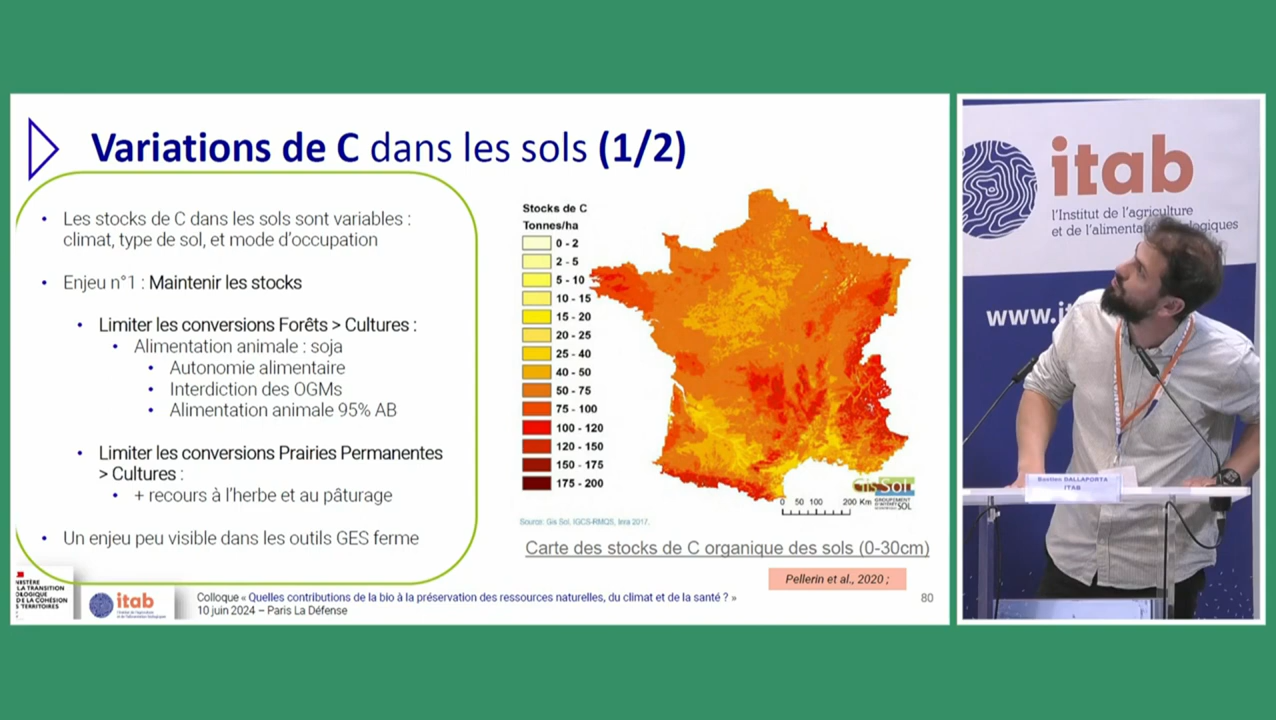 Variations de C dans les sols (1/2)
• Les stocks de C dans les sols sont variables :
climat, type de sol, et mode d'occupation
• Enjeu n°1 : Maintenir les stocks
• Limiter les conversions Forêts > Cultures :
• Alimentation animale : soja
• Autonomie alimentaire
• Interdiction des OGMs
• Alimentation animale 95% AB
• Limiter les conversions Prairies Permanentes
> Cultures :
• + recours à l'herbe et au pâturage
• Un enjeu peu visible dans les outils GES ferme
Stocks de C
Tonnes/ha
0 - 2
2 - 5
5 - 10
10 - 15
15 - 20
20 - 25
25 - 40
40 - 50
50 - 75
75 - 100
100 - 120
120 - 150
150 - 175
175 - 200
Gis Sol
GROUPEMENT
SOL
0 50 100 200 Km
Source: Gis Sol, IGCS-RMQS, Inra 2017.
Carte des stocks de C organique des sols (0-30cm)
Pellerin et al., 2020 ;
NISTÈRE
LA TRANSITION
OLOGIQUE
DE LA COHÉSION
S TERRITOIRES
itab
Colloque « Quelles contributions de la bio à la préservation des ressources naturelles, du climat et de la santé ? »
10 juin 2024 – Paris La Défense
80
itab
l'Institut de l'agriculture
et de l'alimentat ologiques
www.it
Bastien DALLAPORTA
ITAB